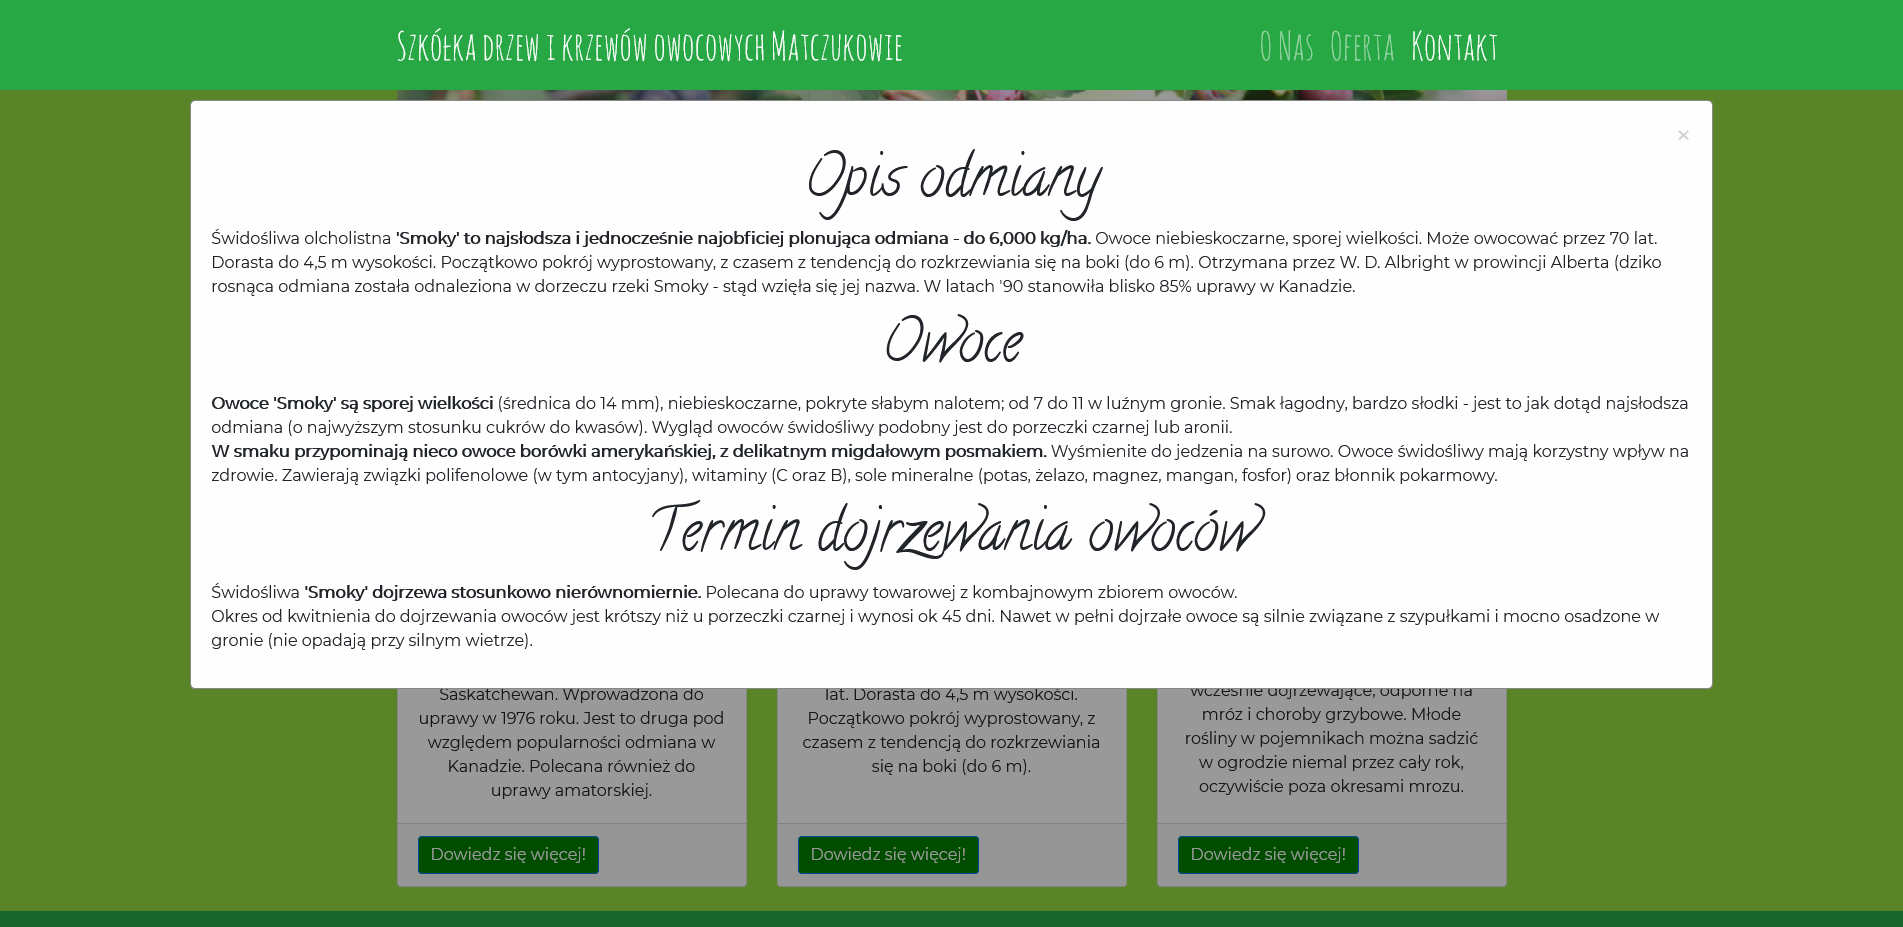 Szkółka drzew i krzewów owocowych Matczukowie
O Nas Oferta Kontakt
×
Opis odmiany
Świdośliwa olcholistna 'Smoky' to najsłodsza i jednocześnie najobficiej plonująca odmiana - do 6,000 kg/ha. Owoce niebieskoczarne, sporej wielkości. Może owocować przez 70 lat.
Dorasta do 4,5 m wysokości. Początkowo pokrój wyprostowany, z czasem z tendencją do rozkrzewiania się na boki (do 6 m). Otrzymana przez W. D. Albright w prowincji Alberta (dziko
rosnąca odmiana została odnaleziona w dorzeczu rzeki Smoky - stąd wzięła się jej nazwa. W latach '90 stanowiła blisko 85% uprawy w Kanadzie.
Owoce
Owoce 'Smoky' są sporej wielkości (średnica do 14 mm), niebieskoczarne, pokryte słabym nalotem; od 7 do 11 w luźnym gronie. Smak łagodny, bardzo słodki - jest to jak dotąd najsłodsza
odmiana (o najwyższym stosunku cukrów do kwasów). Wygląd owoców świdośliwy podobny jest do porzeczki czarnej lub aronii.
W smaku przypominają nieco owoce borówki amerykańskiej, z delikatnym migdałowym posmakiem. Wyśmienite do jedzenia na surowo. Owoce świdośliwy mają korzystny wpływ na
zdrowie. Zawierają związki polifenolowe (w tym antocyjany), witaminy (C oraz B), sole mineralne (potas, żelazo, magnez, mangan, fosfor) oraz błonnik pokarmowy.
Termin dojrzewania owoców
Świdośliwa 'Smoky' dojrzewa stosunkowo nierównomiernie. Polecana do uprawy towarowej z kombajnowym zbiorem owoców.
Okres od kwitnienia do dojrzewania owoców jest krótszy niż u porzeczki czarnej i wynosi ok 45 dni. Nawet w pełni dojrzałe owoce są silnie związane z szypułkami i mocno osadzone w
gronie (nie opadają przy silnym wietrze).
Saskatchewan. Wprowadzona do
uprawy w 1976 roku. Jest to druga pod
względem popularności odmiana w
Kanadzie. Polecana również do
uprawy amatorskiej.
Dowiedz się więcej!
lat. Dorasta do 4,5 m wysokości.
Początkowo pokrój wyprostowany, z
czasem z tendencją do rozkrzewiania
się na boki (do 6 m).
Dowiedz się więcej!
wcześnie dojrzewające, odporne na
mróz i choroby grzybowe. Młode
rośliny w pojemnikach można sadzić
w ogrodzie niemal przez cały rok,
oczywiście poza okresami mrozu.
Dowiedz się więcej!